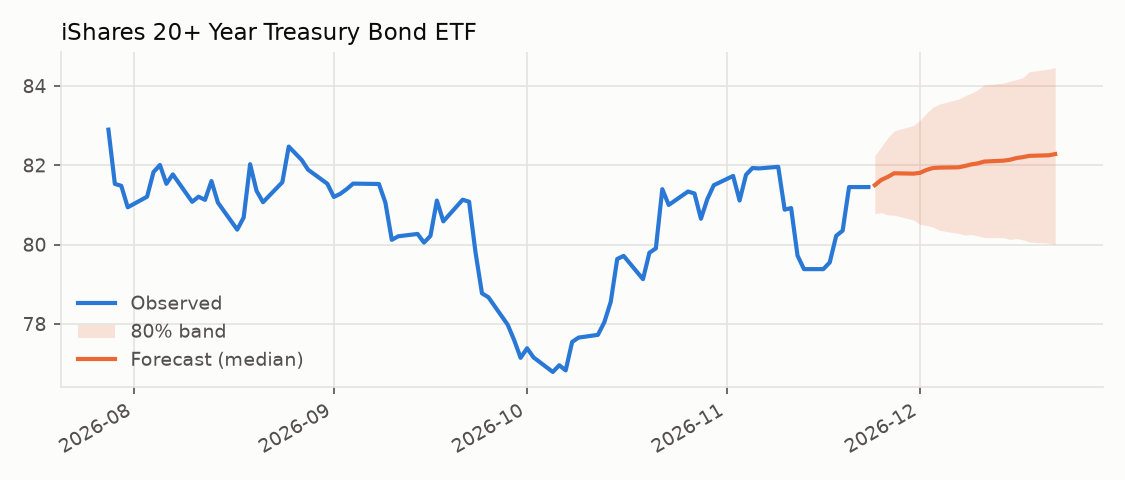 iShares 20+ Year Treasury Bond ETF
84
82
80
78
Observed
80% band
Forecast (median)
2026-08
2026-09
2026-10
2026-11
2026-12